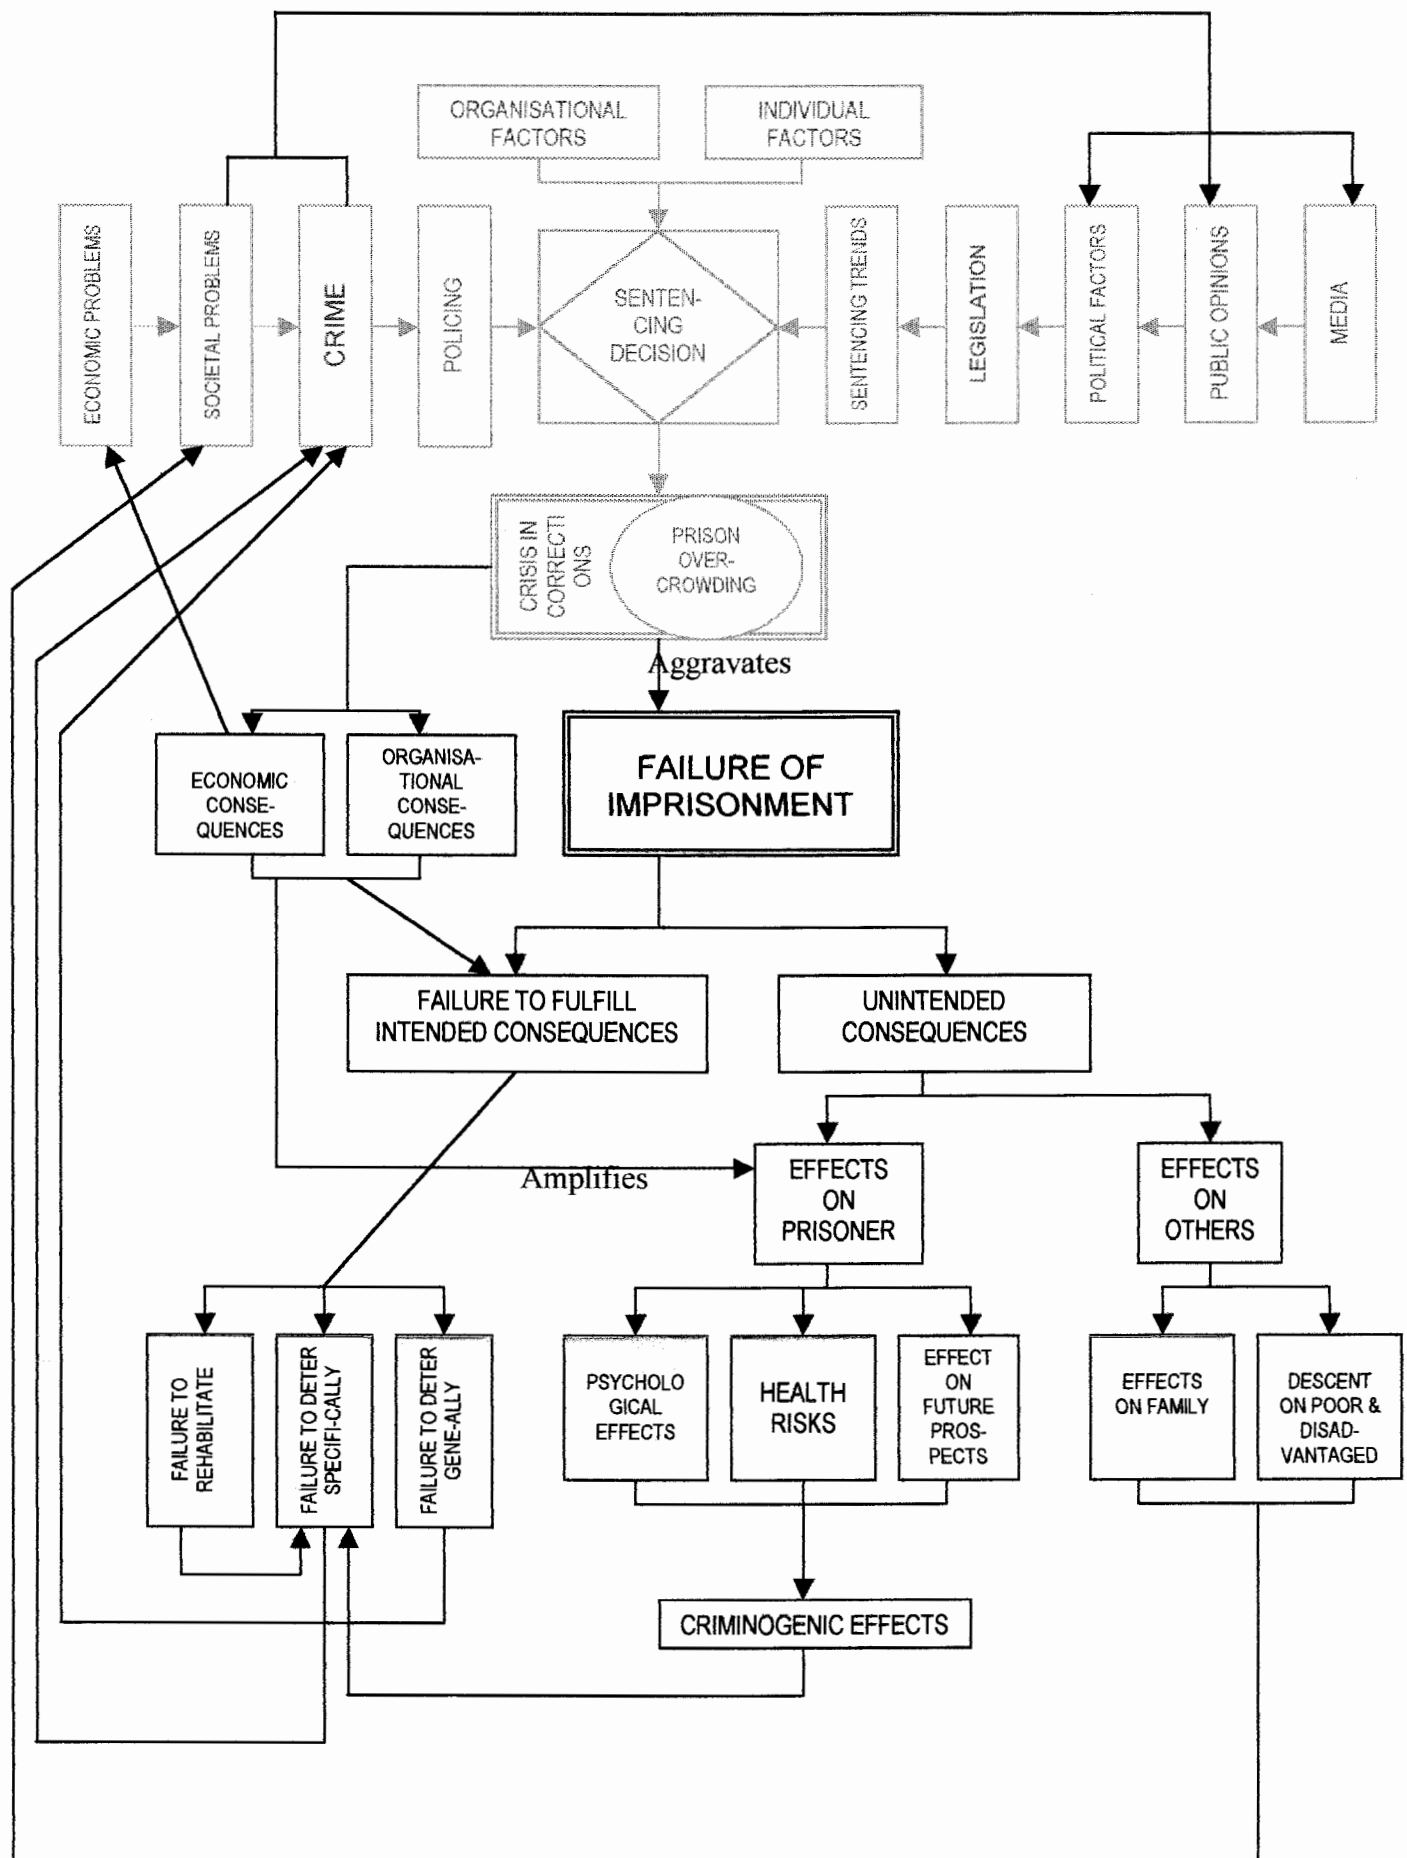 ORGANISATIONAL
FACTORS
INDIVIDUAL
FACTORS
ECONOMIC PROBLEMS
SOCIETAL PROBLEMS
CRIME
POLICING
SENTEN-
CING
DECISION
SENTENCING TRENDS
LEGISLATION
POLITICAL FACTORS
PUBLIC OPINIONS
MEDIA
CRISIS IN
CORRECTI
ONS
PRISON
OVER-
CROWDING
Aggravates
ECONOMIC
CONSE-
QUENCES
ORGANISA-
TIONAL
CONSE-
QUENCES
FAILURE OF
IMPRISONMENT
FAILURE TO FULFILL
INTENDED CONSEQUENCES
UNINTENDED
CONSEQUENCES
Amplifies
EFFECTS
ON
PRISONER
EFFECTS
ON
OTHERS
FAILURE TO
REHABILITATE
FAILURE TO DETER
SPECIFI-CALLY
FAILURE TO DETER
GENE-ALLY
PSYCHOLO
GICAL
EFFECTS
HEALTH
RISKS
EFFECT
ON
FUTURE
PROS-
PECTS
EFFECTS
ON FAMILY
DESCENT
ON POOR &
DISAD-
VANTAGED
CRIMINOGENIC EFFECTS